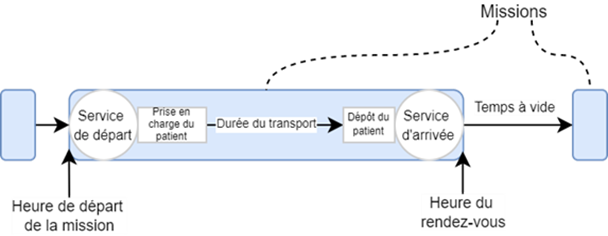 Missions
Service
de départ
Prise en
charge du
patient
Durée du transport
Dépôt du
patient
Service
d'arrivée
Temps à vide
Heure de départ
de la mission
Heure du
rendez-vous